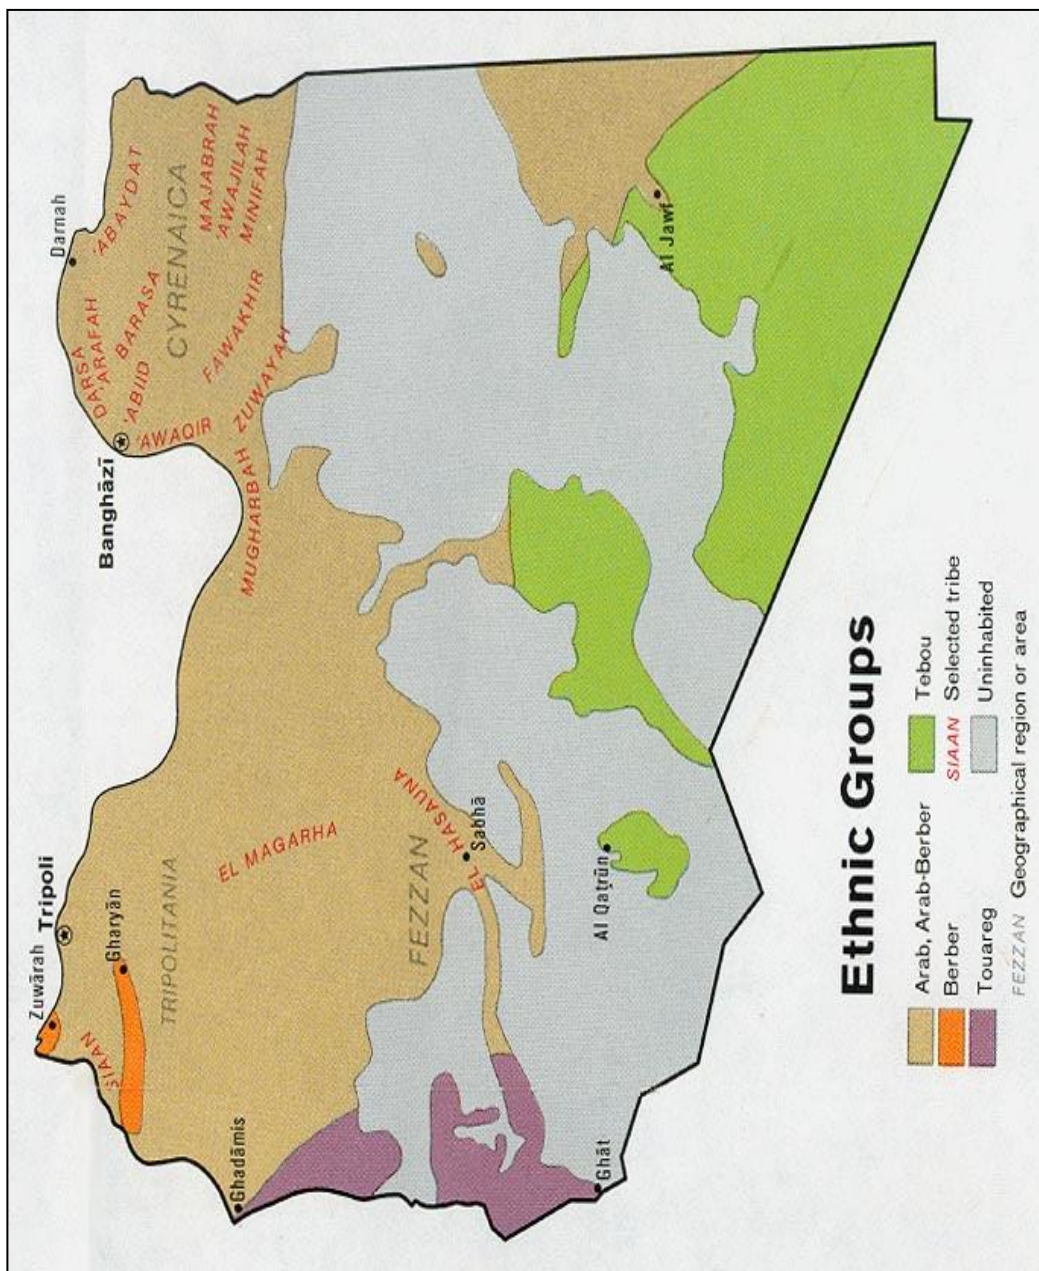 Zuwārah
Tripoli
Darnah
SIAAN
Gharyān
DARSA
'ARAFAH
'ABAYDAT
Banghāzī
'ABIID
BARASA
'AWAQIR
TRIPOLITANIA
CYRENAICA
MAJABRAH
'AWAJILAH
MINIFAH
FAWAKHIR
ZUWAYAH
MUGHARBAH
Ghadāmis
EL MAGARHA
EL HASAUNA
FEZZAN
Sabhā
Ghāt
Al Qaṭrūn
Al Jawf
Ethnic Groups
Arab, Arab-Berber
Berber
Touareg
Tebou
SIAAN Selected tribe
Uninhabited
FEZZAN Geographical region or area